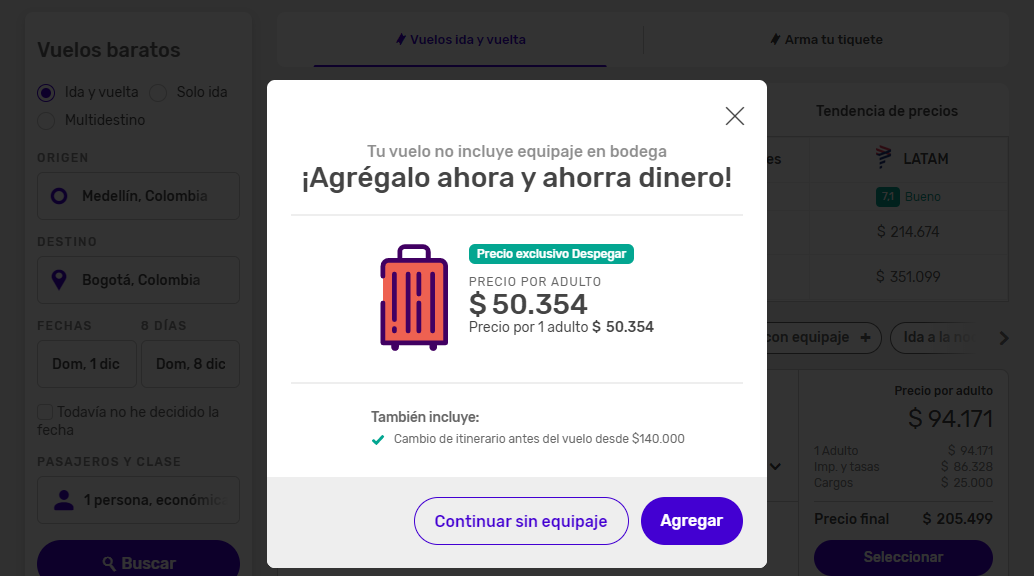 Vuelos baratos
Ida y vuelta
Solo ida
Multidestino
ORIGEN
Medellín, Colombia
DESTINO
Bogotá, Colombia
FECHAS
8 DÍAS
Dom, 1 dic
Dom, 8 dic
Todavía no he decidido la
fecha
PASAJEROS Y CLASE
1 persona, económica
Buscar
Vuelos ida y vuelta
Arma tu tiquete
Tendencia de precios
es
LATAM
7,1 Bueno
$ 214.674
$ 351.099
con equipaje +
Ida a la no
Tu vuelo no incluye equipaje en bodega
¡Agrégalo ahora y ahorra dinero!
Precio exclusivo Despegar
PRECIO POR ADULTO
$ 50.354
Precio por 1 adulto $ 50.354
También incluye:
Cambio de itinerario antes del vuelo desde $140.000
Continuar sin equipaje
Agregar
Precio por adulto
$ 94.171
1 Adulto $ 94.171
Imp. y tasas $ 86.328
Cargos $ 25.000
Precio final $ 205.499
Seleccionar